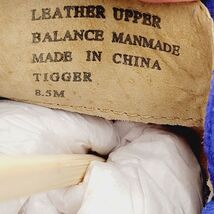 LEATHER UPPER
BALANCE MANMADE
MADE IN CHINA
TIGGER
8.5M